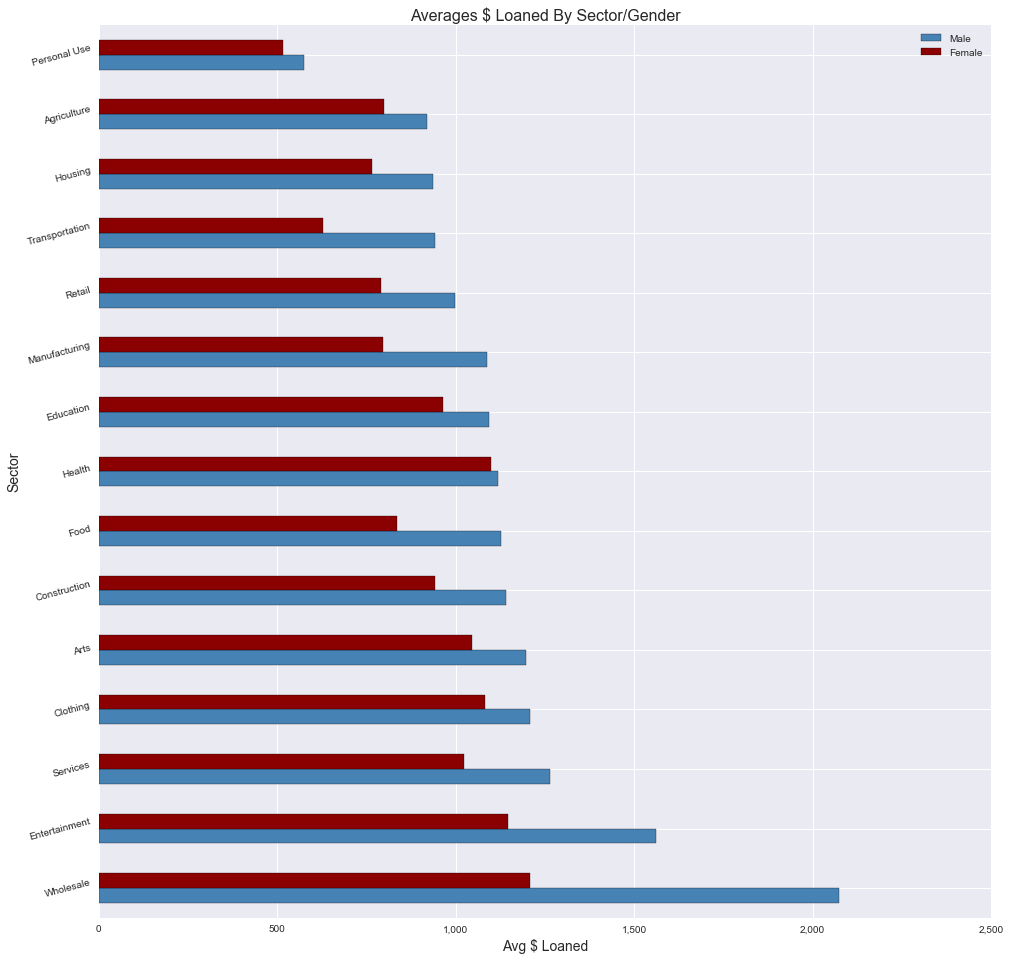 Averages $ Loaned By Sector/Gender
Male
Female
Personal Use
Agriculture
Housing
Transportation
Retail
Manufacturing
Education
Health
Food
Construction
Arts
Clothing
Services
Entertainment
Wholesale
Sector
0
500
1,000
1,500
2,000
2,500
Avg $ Loaned